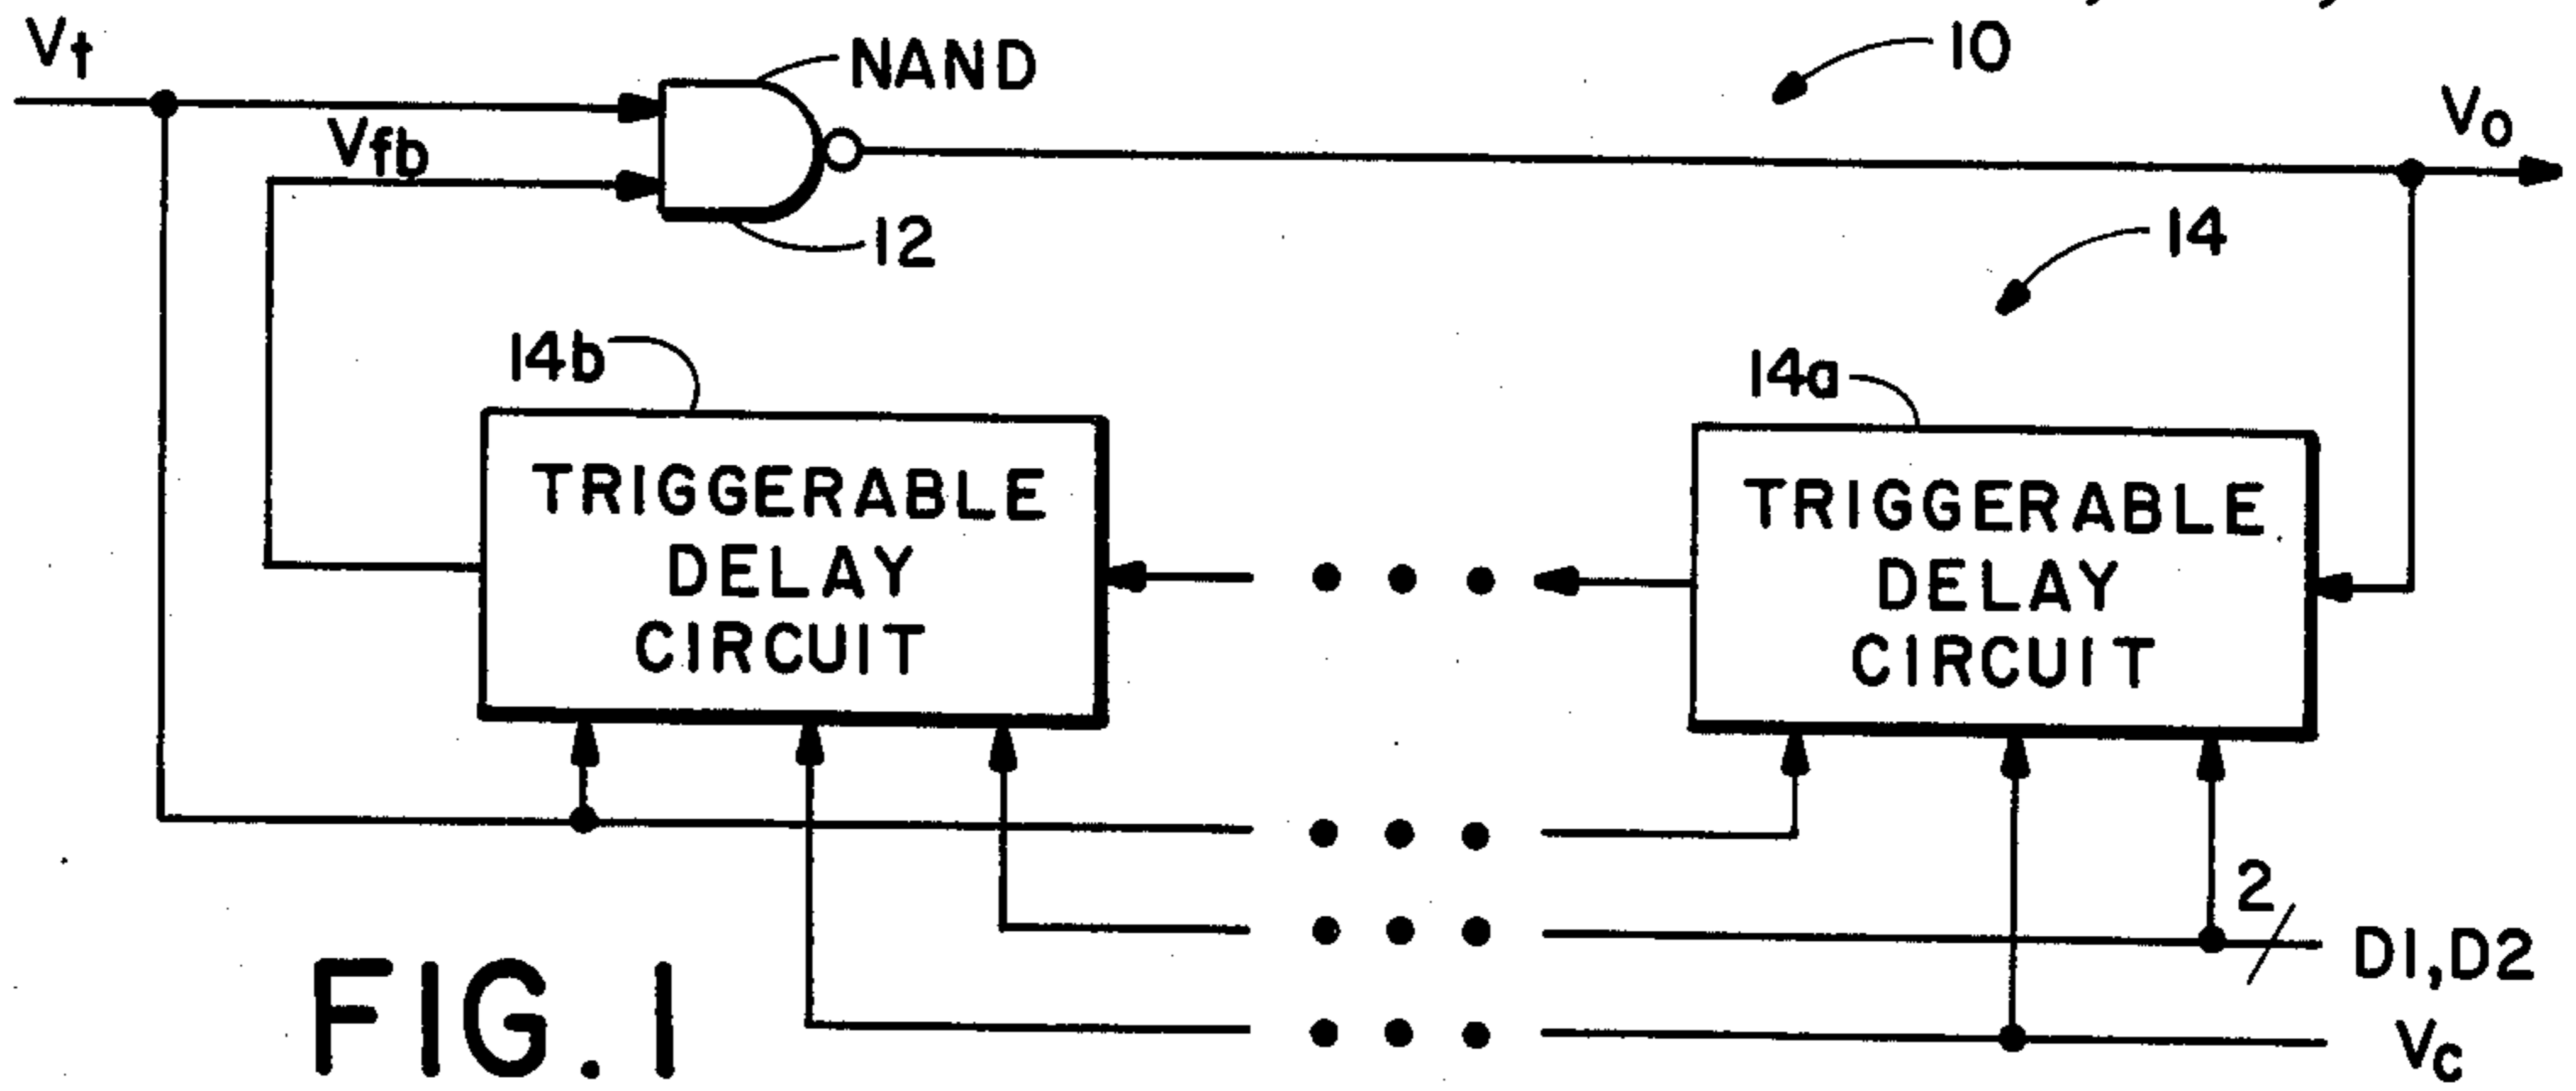 Vt
NAND
10
Vo
Vfb
12
14
14b
14a
TRIGGERABLE
DELAY
CIRCUIT
TRIGGERABLE
DELAY
CIRCUIT
2
D1,D2
Vc
FIG. 1